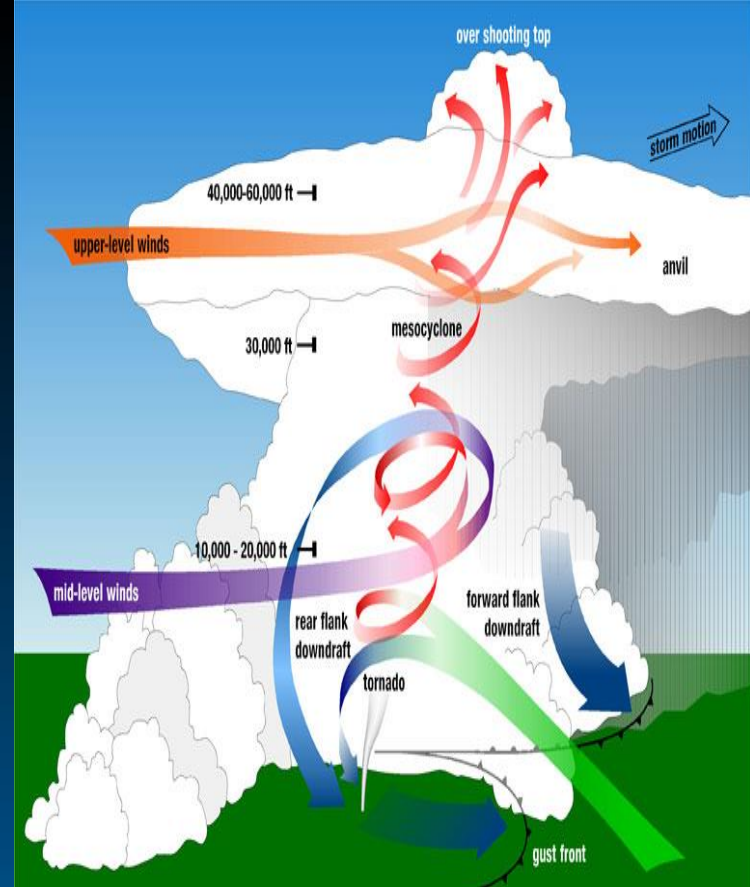 over shooting top
storm motion
40,000-60,000 ft
upper-level winds
anvil
mesocyclone
30,000 ft
10,000 - 20,000 ft
mid-level winds
forward flank
downdraft
rear flank
downdraft
tornado
gust front